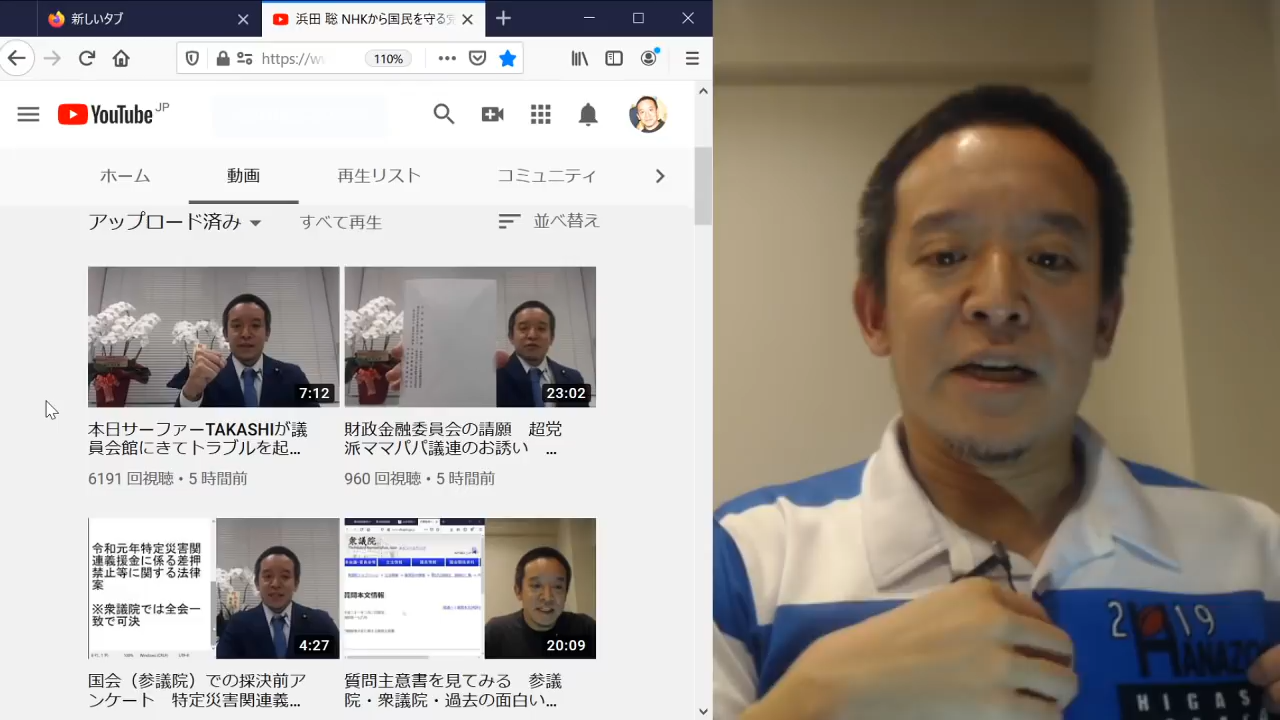 新しいタブ
浜田 聡 NHKから国民を守る
https://w
110%
YouTube JP
ホーム
動画
再生リスト
コミュニティ
アップロード済み
すべて再生
並べ替え
7:12
23:02
本日サーファーTAKASHIが議
員会館にきてトラブルを起...
6191 回視聴・5 時間前
財政金融委員会の請願　超党
派ママパパ議連のお誘い　...
960 回視聴・5 時間前
令和元年特定災害関
連義援金に係る差押
禁止等に関する法律
案
※衆議院では全会一
致で可決
4:27
衆議院
質問本文情報
20:09
国会（参議院）での採決前ア
ンケート　特定災害関連義...
質問主意書を見てみる　参議
院・衆議院・過去の面白い...
2019
HANAZO
HIGAS